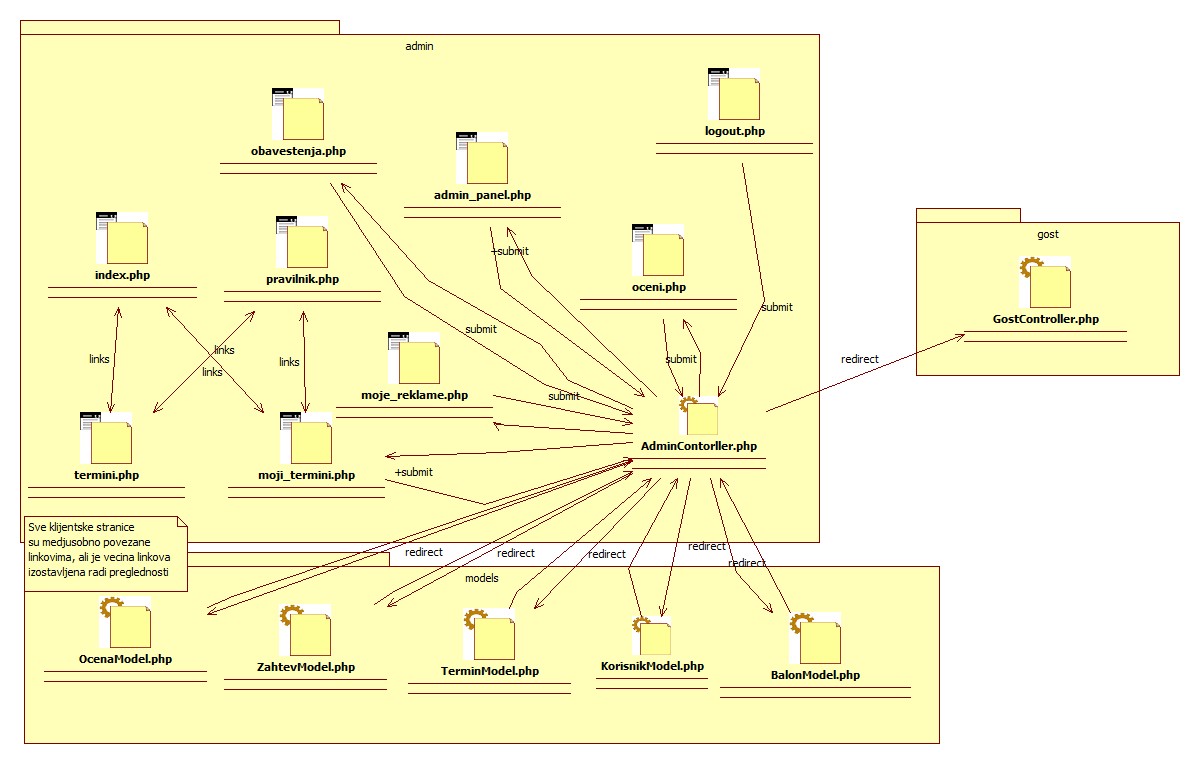 admin
logout.php
obavestenja.php
admin_panel.php
gost
+submit
index.php
pravilnik.php
oceni.php
GostController.php
submit
submit
links
links
links
links
submit
redirect
moje_reklame.php
submit
AdminContorller.php
termini.php
moji_termini.php
+submit
Sve klijentske stranice
su medjusobno povezane
linkovima, ali je vecina linkova
izostavljena radi preglednosti
redirect
redirect
redirect
redirect
redirect
models
OcenaModel.php
ZahtevModel.php
TerminModel.php
KorisnikModel.php
BalonModel.php